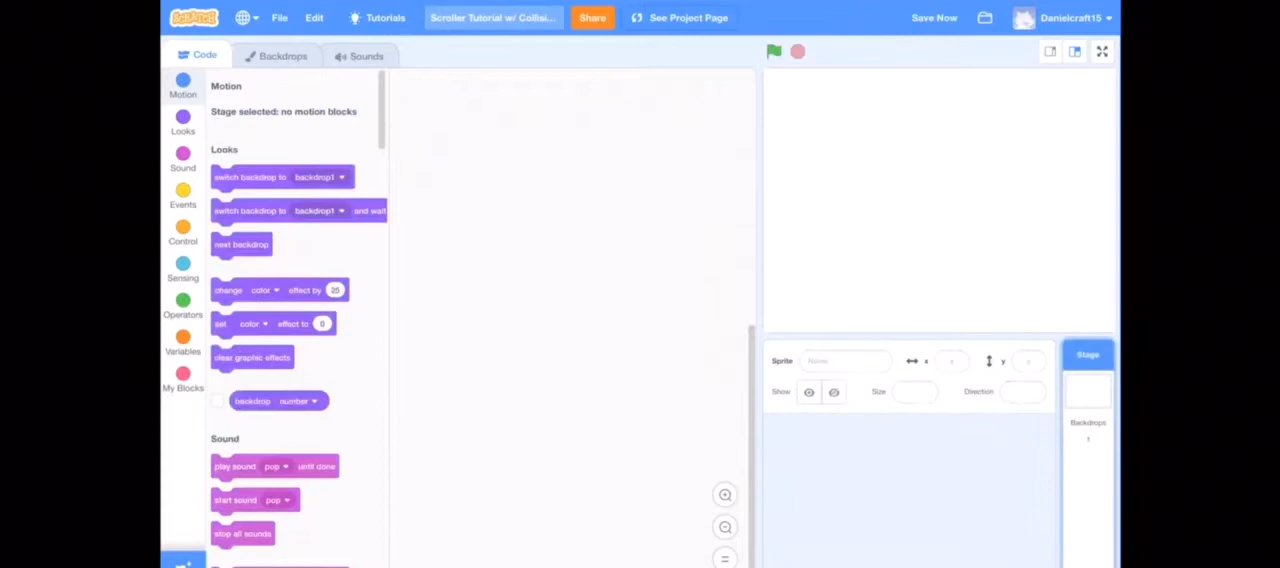 SCRATCH File Edit Tutorials Scroller Tutorial w/ Collisi... Share See Project Page Save Now Danielcraft15
Code Backdrops Sounds
Motion
Looks
Sound
Events
Control
Sensing
Operators
Variables
My Blocks
Motion
Stage selected: no motion blocks
Looks
switch backdrop to backdrop1
switch backdrop to backdrop1 and wait
next backdrop
change color effect by 25
set color effect to 0
clear graphic effects
backdrop number
Sound
play sound pop until done
start sound pop
stop all sounds
Sprite Name x x y y
Show Size Direction
Stage
Backdrops
1